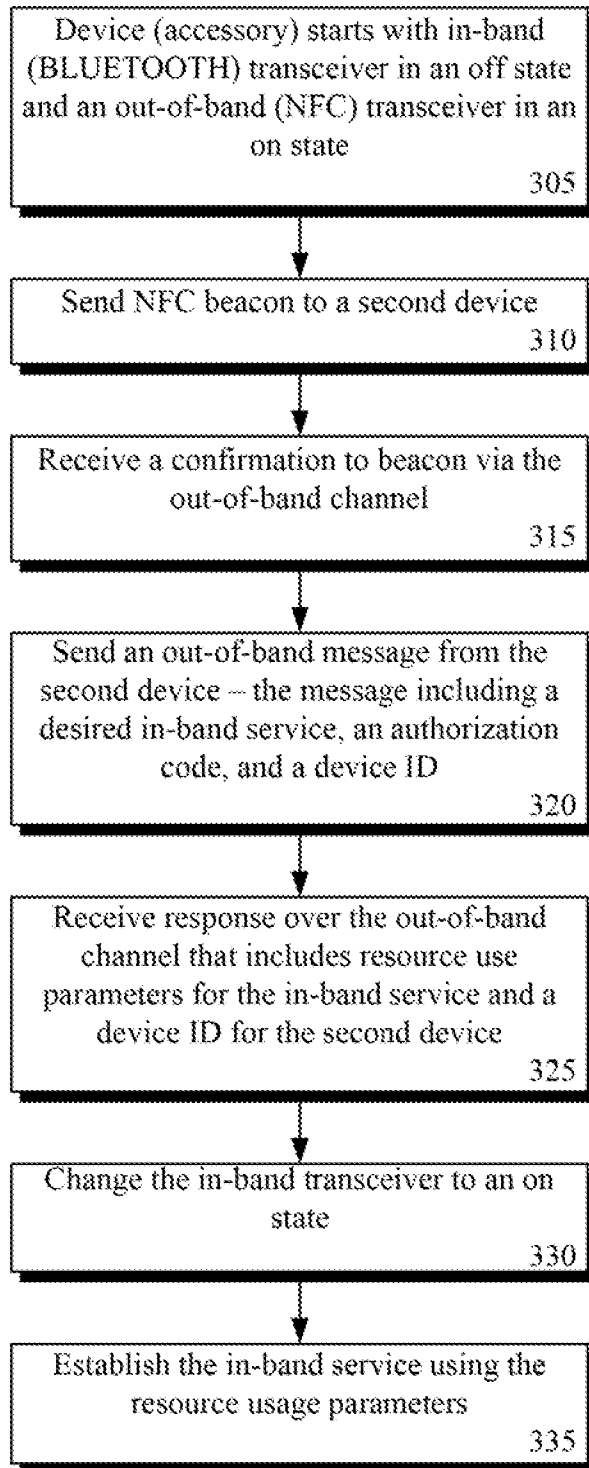 Device (accessory) starts with in-band
(BLUETOOTH) transceiver in an off state
and an out-of-band (NFC) transceiver in an
on state
305
Send NFC beacon to a second device
310
Receive a confirmation to beacon via the
out-of-band channel
315
Send an out-of-band message from the
second device – the message including a
desired in-band service, an authorization
code, and a device ID
320
Receive response over the out-of-band
channel that includes resource use
parameters for the in-band service and a
device ID for the second device
325
Change the in-band transceiver to an on
state
330
Establish the in-band service using the
resource usage parameters
335